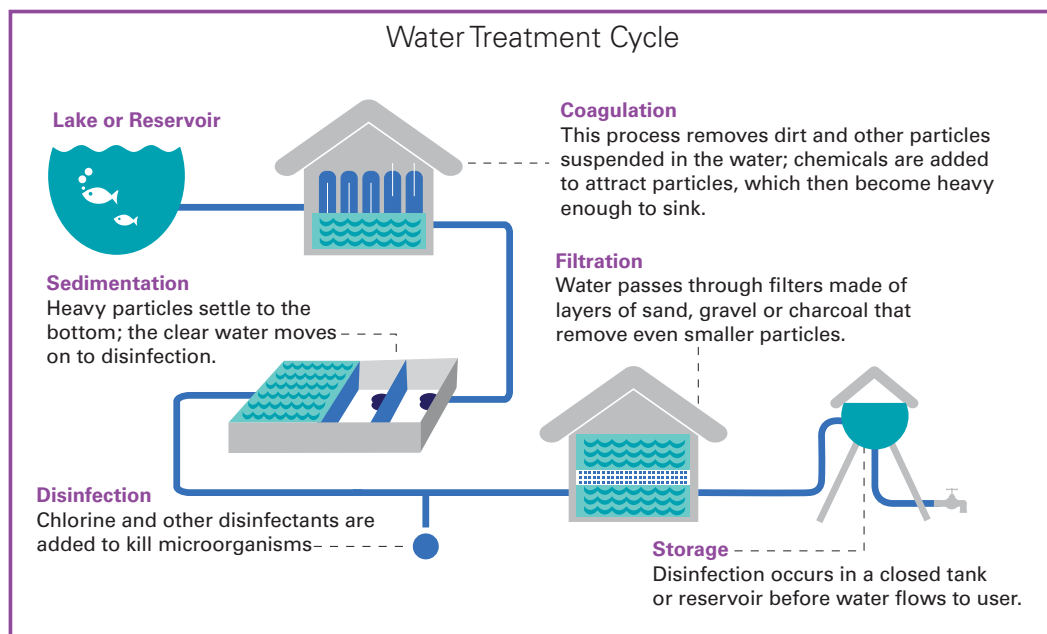 Water Treatment Cycle
Lake or Reservoir
Coagulation
This process removes dirt and other particles
suspended in the water; chemicals are added
to attract particles, which then become heavy
enough to sink.
Sedimentation
Heavy particles settle to the
bottom; the clear water moves
on to disinfection.
Filtration
Water passes through filters made of
layers of sand, gravel or charcoal that
remove even smaller particles.
Disinfection
Chlorine and other disinfectants are
added to kill microorganisms
Storage
Disinfection occurs in a closed tank
or reservoir before water flows to user.